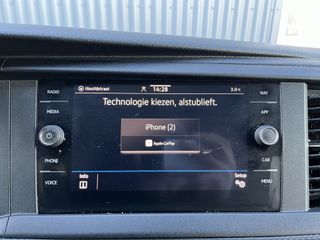 RADIO
MEDIA
PHONE
VOICE
Hoofdstraat 14:28 3.0°C
Technologie kiezen, alstublieft.
iPhone (2)
Apple CarPlay
Info
Setup
NAV
APP
CAR
MENU